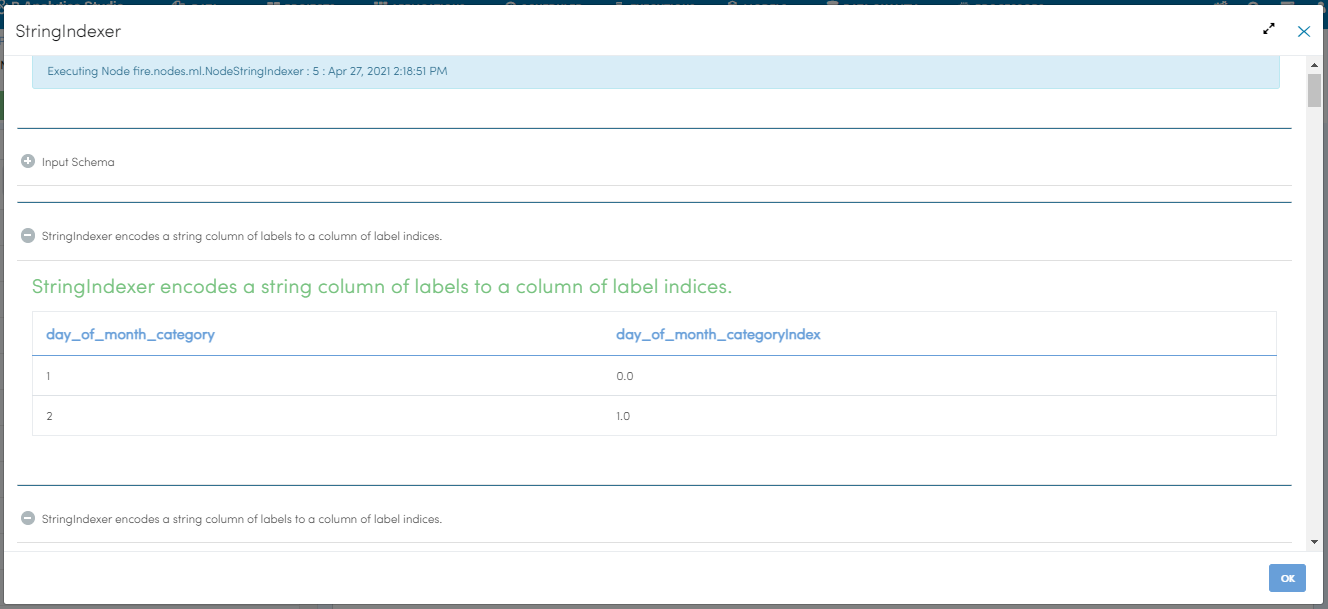 StringIndexer
Executing Node fire.nodes.ml.NodeStringIndexer : 5 : Apr 27, 2021 2:18:51 PM
Input Schema
StringIndexer encodes a string column of labels to a column of label indices.
StringIndexer encodes a string column of labels to a column of label indices.
day_of_month_category day_of_month_categoryIndex
1 0.0
2 1.0
StringIndexer encodes a string column of labels to a column of label indices.
OK